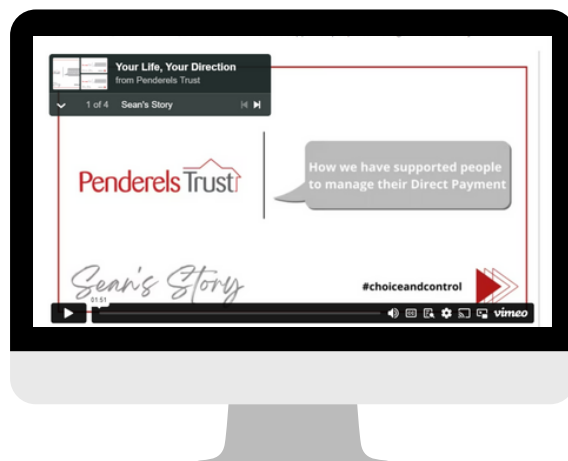 Your Life, Your Direction
from Penderels Trust
1 of 4 Sean's Story
Penderels Trust
How we have supported people
to manage their Direct Payment
Sean's Story
#choiceandcontrol
01:51
CC
vimeo